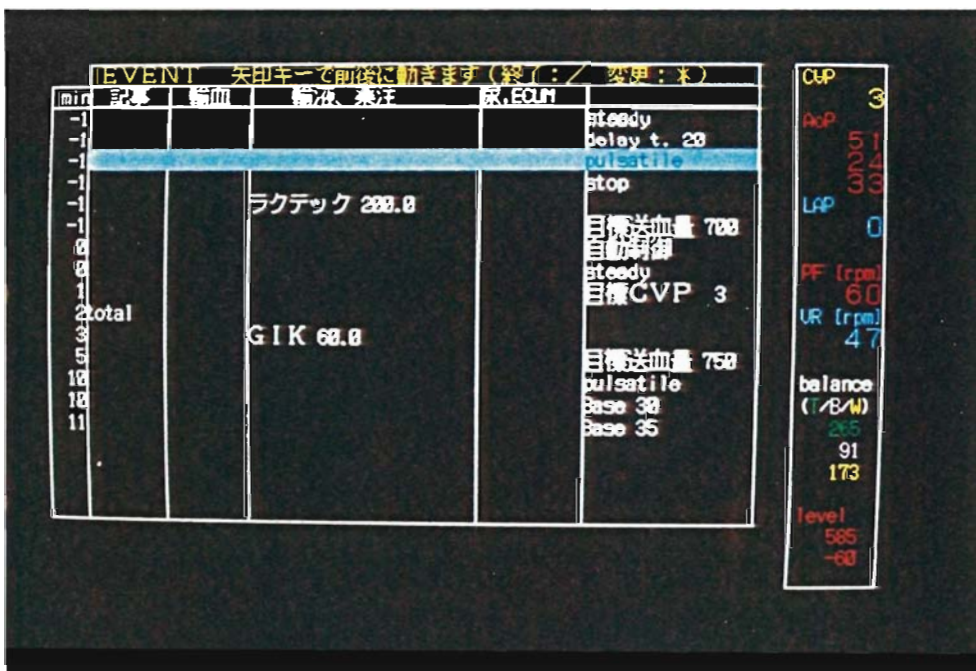 EVENT 矢印キーで前後に動きます(終了:／ 変更:＊)
min 記事 輸血 輸液、薬注 尿.ECUM
-1 steady
-1 delay t. 20
-1 pulsatile
-1 stop
-1 ラクテック 200.0
-1 目標送血量 700
0 自動制御
0 steady
1 目標CVP 3
2 total
3 GIK 60.0
5 目標送血量 750
10 pulsatile
10 Base 30
11 Base 35
CVP
3
AoP
51
24
33
LAP
0
PF [rpm]
60
VR [rpm]
47
balance
(T/B/W)
265
91
173
level
585
-60